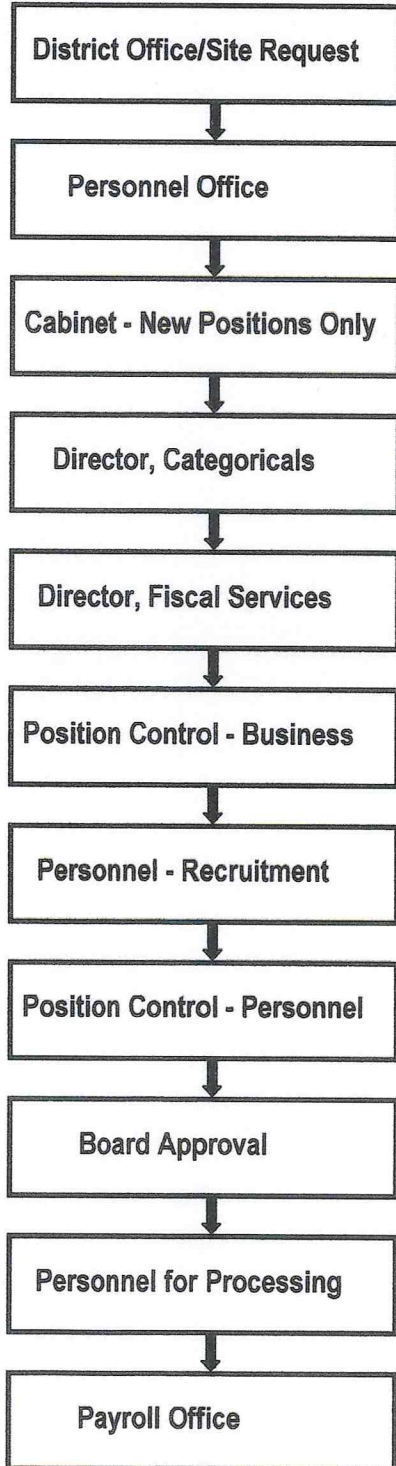 District Office/Site Request
Personnel Office
Cabinet - New Positions Only
Director, Categoricals
Director, Fiscal Services
Position Control - Business
Personnel - Recruitment
Position Control - Personnel
Board Approval
Personnel for Processing
Payroll Office